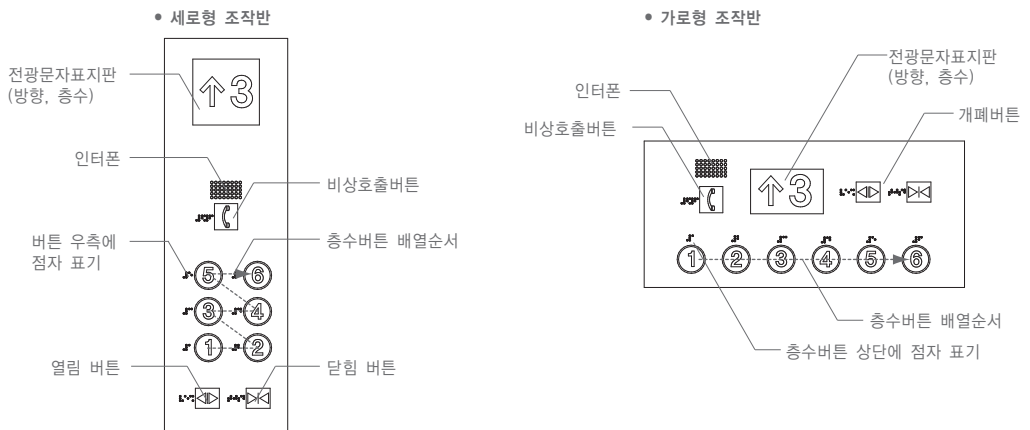 • 세로형 조작반
전광문자표지판
(방향, 층수)
↑3
인터폰
비상호출버튼
버튼 우측에
점자 표기
층수버튼 배열순서
5 6
3 4
1 2
열림 버튼
닫힘 버튼
• 가로형 조작반
전광문자표지판
(방향, 층수)
인터폰
개폐버튼
비상호출버튼
↑3
1 2 3 4 5 6
층수버튼 배열순서
층수버튼 상단에 점자 표기